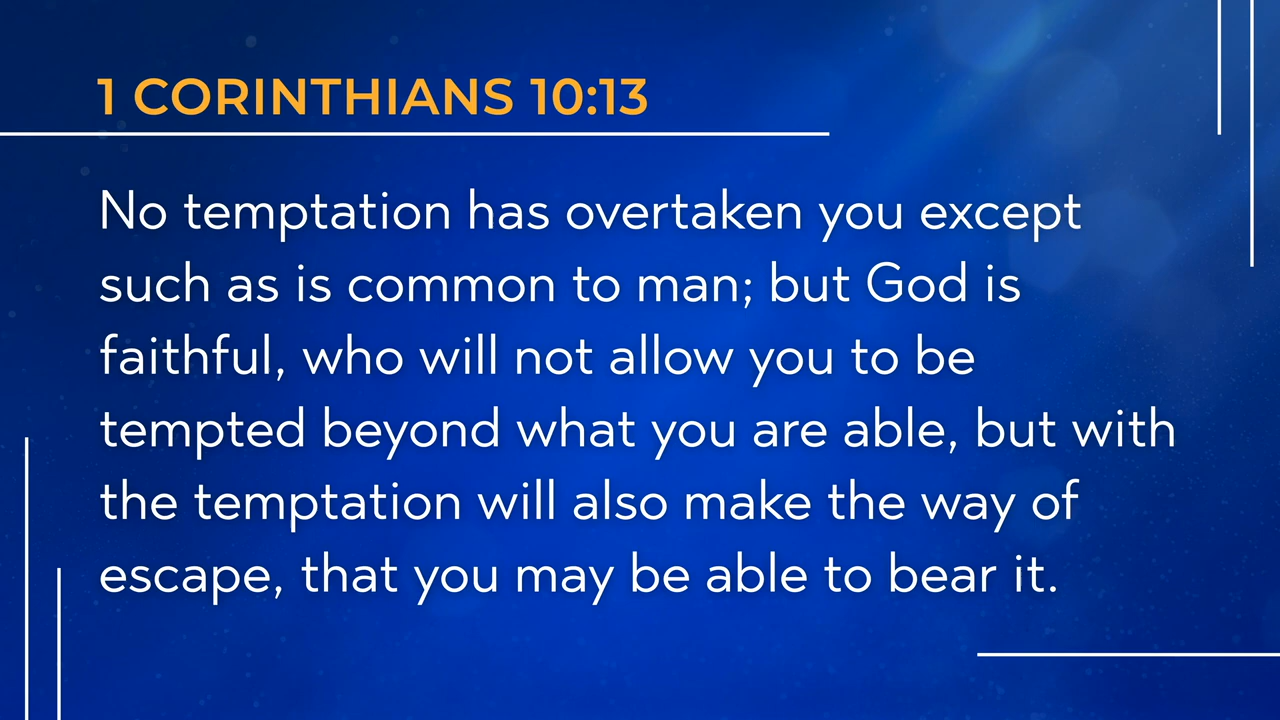 1 CORINTHIANS 10:13
No temptation has overtaken you except
such as is common to man; but God is
faithful, who will not allow you to be
tempted beyond what you are able, but with
the temptation will also make the way of
escape, that you may be able to bear it.